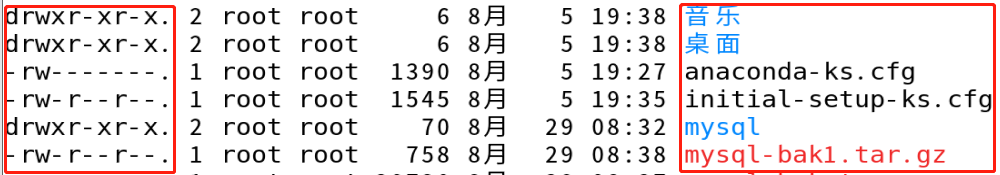 drwxr-xr-x. 2 root root 6 8月 5 19:38 音乐
drwxr-xr-x. 2 root root 6 8月 5 19:38 桌面
-rw-------. 1 root root 1390 8月 5 19:27 anaconda-ks.cfg
-rw-r--r--. 1 root root 1545 8月 5 19:35 initial-setup-ks.cfg
drwxr-xr-x. 2 root root 70 8月 29 08:32 mysql
-rw-r--r--. 1 root root 758 8月 29 08:38 mysql-bak1.tar.gz